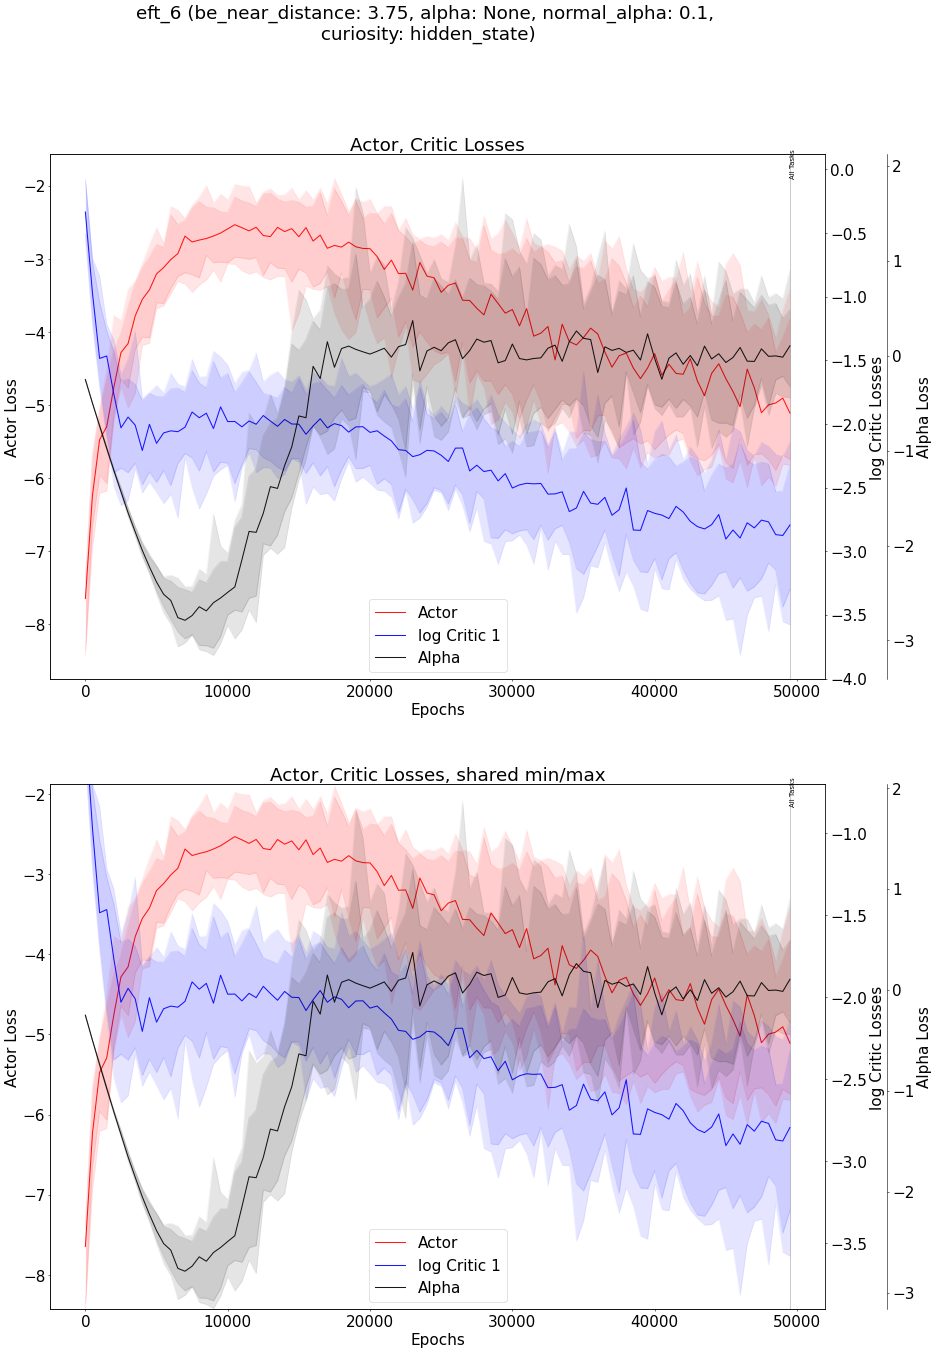 eft_6 (be_near_distance: 3.75, alpha: None, normal_alpha: 0.1,
curiosity: hidden_state)
Actor, Critic Losses
All Tasks
Actor Loss
−2
−3
−4
−5
−6
−7
−8
0.0
−0.5
−1.0
−1.5
−2.0
−2.5
−3.0
−3.5
−4.0
log Critic Losses
2
1
0
−1
−2
−3
Alpha Loss
Actor
log Critic 1
Alpha
0 10000 20000 30000 40000 50000
Epochs
Actor, Critic Losses, shared min/max
All Tasks
Actor Loss
−2
−3
−4
−5
−6
−7
−8
−1.0
−1.5
−2.0
−2.5
−3.0
−3.5
log Critic Losses
2
1
0
−1
−2
−3
Alpha Loss
Actor
log Critic 1
Alpha
0 10000 20000 30000 40000 50000
Epochs